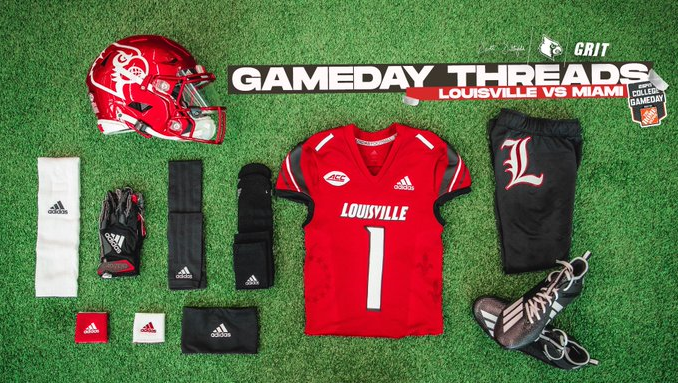 GRIT
GAMEDAY THREADS
LOUISVILLE VS MIAMI
ESPN
COLLEGE
GAMEDAY
adidas
adidas
adidas
adidas
adidas
adidas
adidas
ACC
adidas
LOUISVILLE
1
L